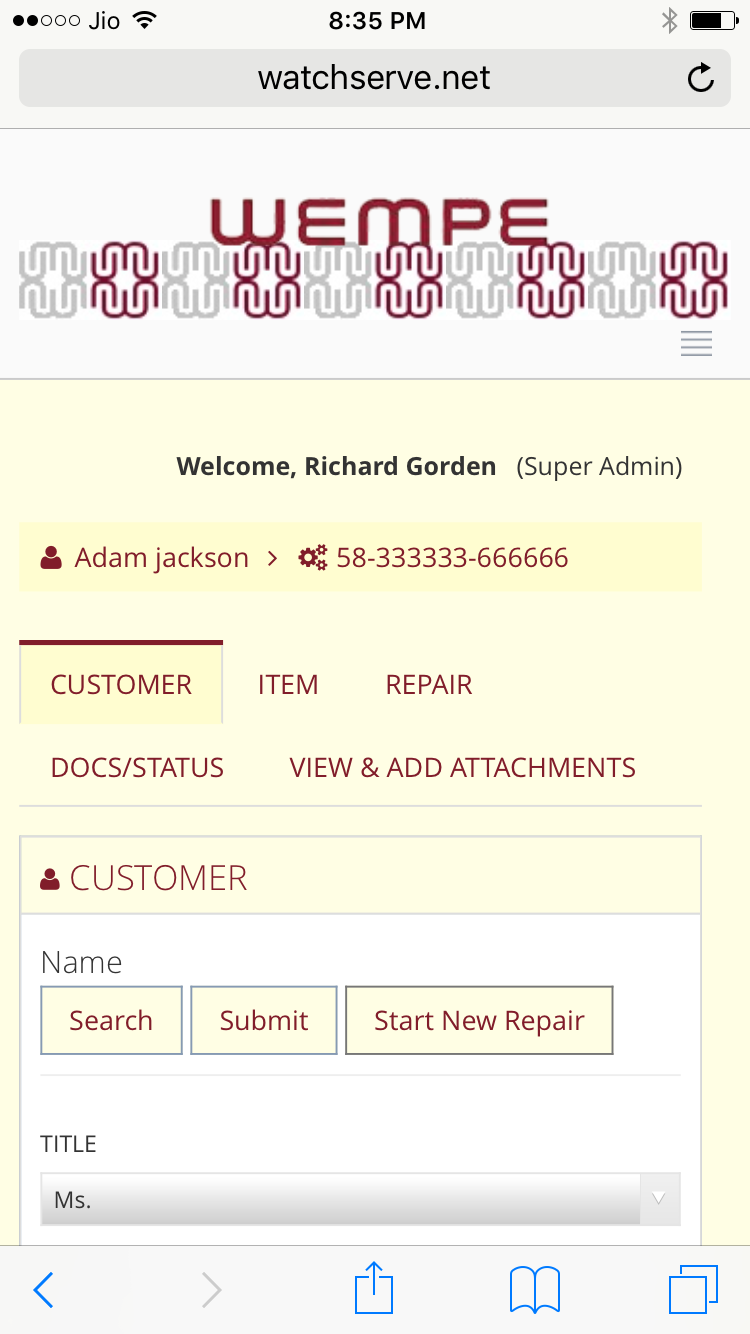 Jio 8:35 PM
watchserve.net
WEMPE
Welcome, Richard Gorden (Super Admin)
Adam jackson > 58-333333-666666
CUSTOMER ITEM REPAIR
DOCS/STATUS VIEW & ADD ATTACHMENTS
CUSTOMER
Name
Search Submit Start New Repair
TITLE
Ms.